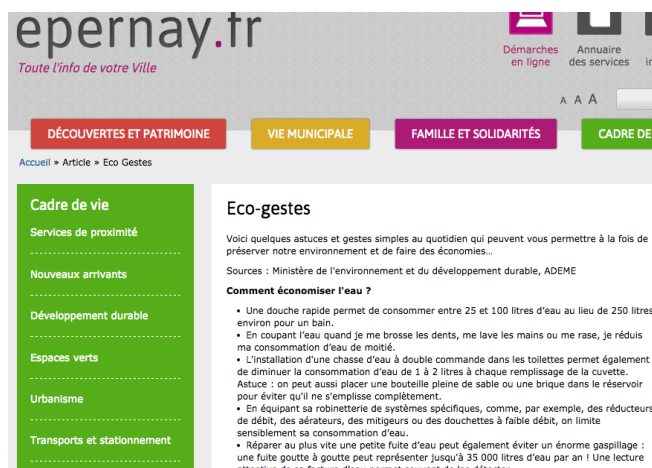 epernay.fr
Toute l'info de votre Ville
Démarches
en ligne
Annuaire
des services
A A A
DÉCOUVERTES ET PATRIMOINE
VIE MUNICIPALE
FAMILLE ET SOLIDARITÉS
CADRE DE
Accueil » Article » Eco Gestes
Cadre de vie
Services de proximité
Nouveaux arrivants
Développement durable
Espaces verts
Urbanisme
Transports et stationnement
Eco-gestes
Voici quelques astuces et gestes simples au quotidien qui peuvent vous permettre à la fois de
préserver notre environnement et de faire des économies...
Sources : Ministère de l'environnement et du développement durable, ADEME
Comment économiser l'eau ?
• Une douche rapide permet de consommer entre 25 et 100 litres d'eau au lieu de 250 litres
environ pour un bain.
• En coupant l'eau quand je me brosse les dents, me lave les mains ou me rase, je réduis
ma consommation d'eau de moitié.
• L'installation d'une chasse d'eau à double commande dans les toilettes permet également
de diminuer la consommation d'eau de 1 à 2 litres à chaque remplissage de la cuvette.
Astuce : on peut aussi placer une bouteille pleine de sable ou une brique dans le réservoir
pour éviter qu'il ne s'emplisse complètement.
• En équipant sa robinetterie de systèmes spécifiques, comme, par exemple, des réducteurs
de débit, des aérateurs, des mitigeurs ou des douchettes à faible débit, on limite
sensiblement sa consommation d'eau.
• Réparer au plus vite une petite fuite d'eau peut également éviter un énorme gaspillage :
une fuite goutte à goutte peut représenter jusqu'à 35 000 litres d'eau par an ! Une lecture